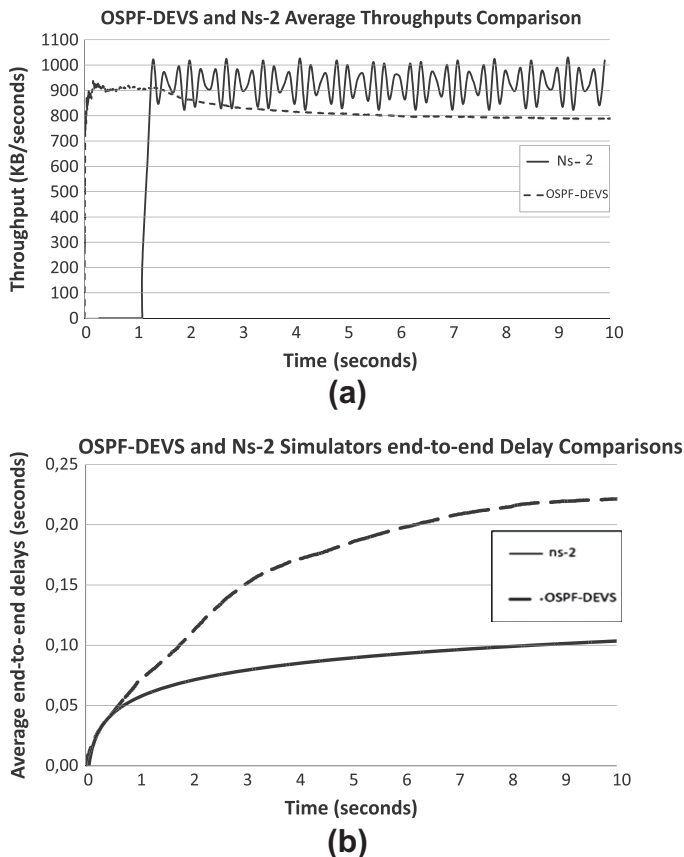 OSPF-DEVS and Ns-2 Average Throughputs Comparison
Throughput (KB/seconds)
1100
1000
900
800
700
600
500
400
300
200
100
0
Ns- 2
OSPF-DEVS
0 1 2 3 4 5 6 7 8 9 10
Time (seconds)
(a)
OSPF-DEVS and Ns-2 Simulators end-to-end Delay Comparisons
Average end-to-end delays (seconds)
0,25
0,20
0,15
0,10
0,05
0,00
ns-2
OSPF-DEVS
0 1 2 3 4 5 6 7 8 9 10
Time (seconds)
(b)